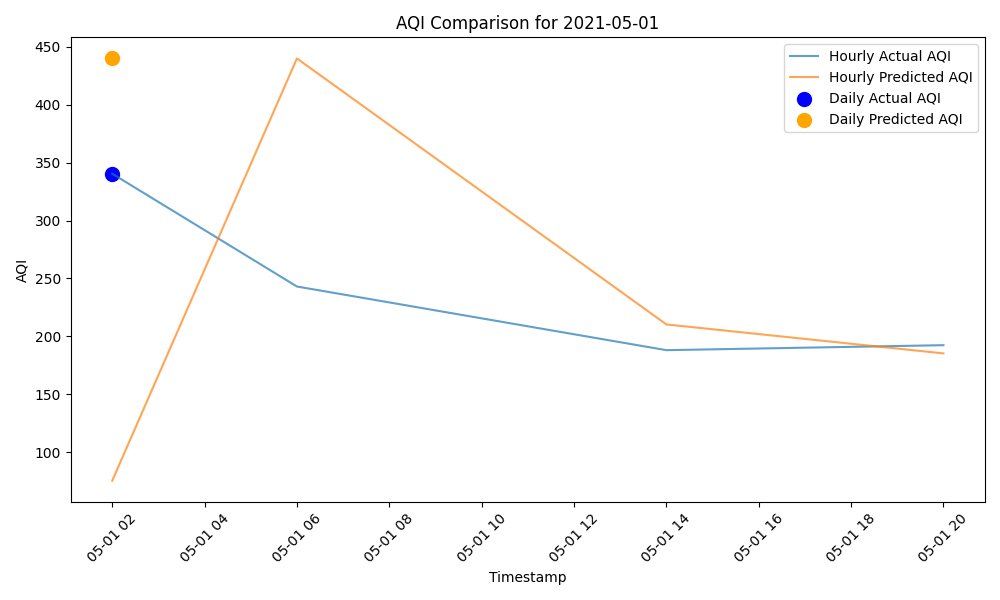 AQI Comparison for 2021-05-01
Hourly Actual AQI
Hourly Predicted AQI
Daily Actual AQI
Daily Predicted AQI
AQI
450
400
350
300
250
200
150
100
05-01 02
05-01 04
05-01 06
05-01 08
05-01 10
05-01 12
05-01 14
05-01 16
05-01 18
05-01 20
Timestamp